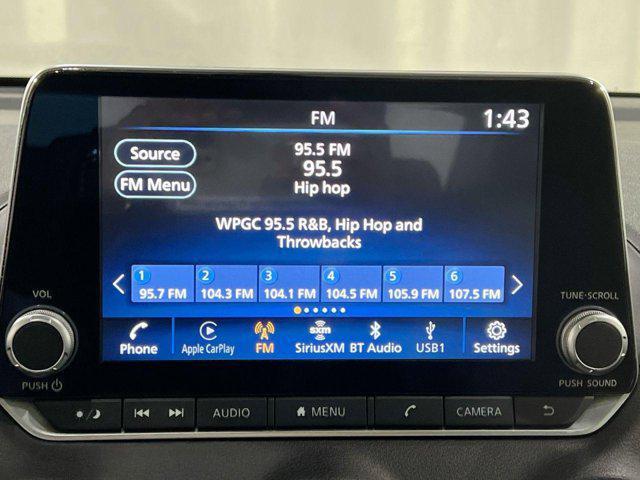 FM 1:43
Source
FM Menu
95.5 FM
95.5
Hip hop
WPGC 95.5 R&B, Hip Hop and
Throwbacks
1 2 3 4 5 6
95.7 FM 104.3 FM 104.1 FM 104.5 FM 105.9 FM 107.5 FM
VOL
TUNE·SCROLL
sxm
Phone Apple CarPlay FM SiriusXM BT Audio USB1 Settings
PUSH
PUSH SOUND
AUDIO MENU CAMERA